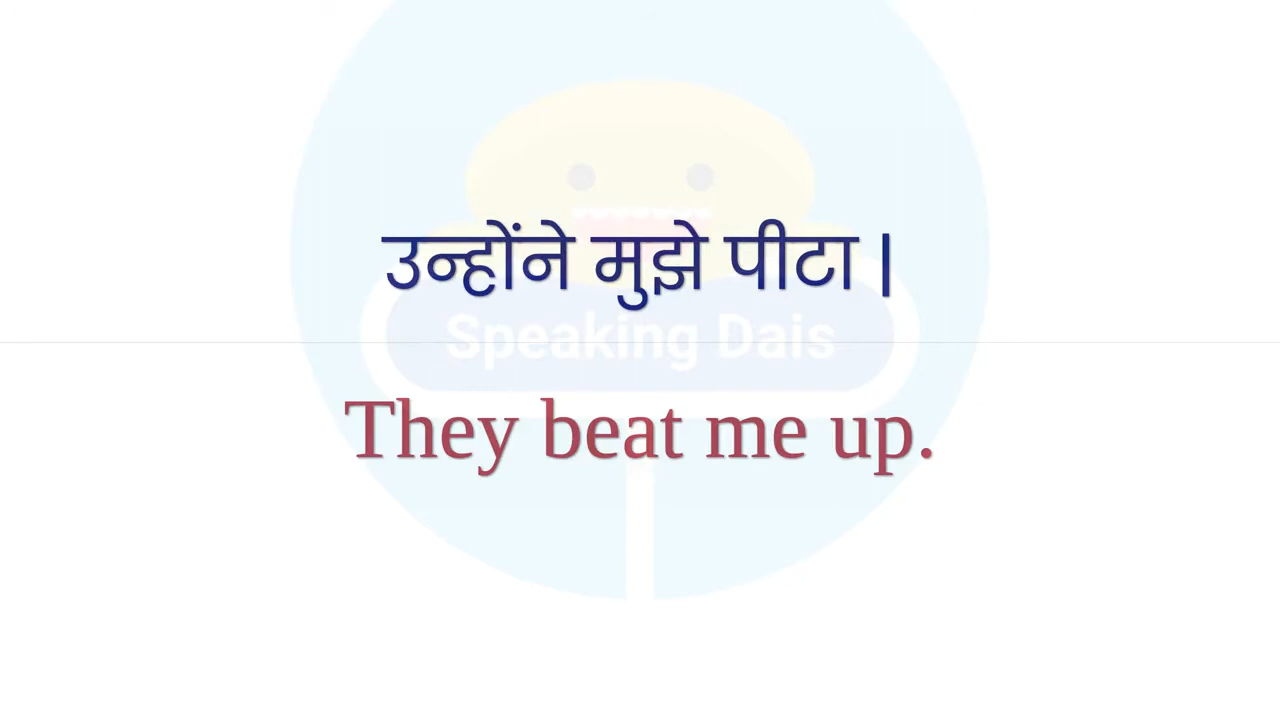 उन्होंने मुझे पीटा |
Speaking Dais
They beat me up.